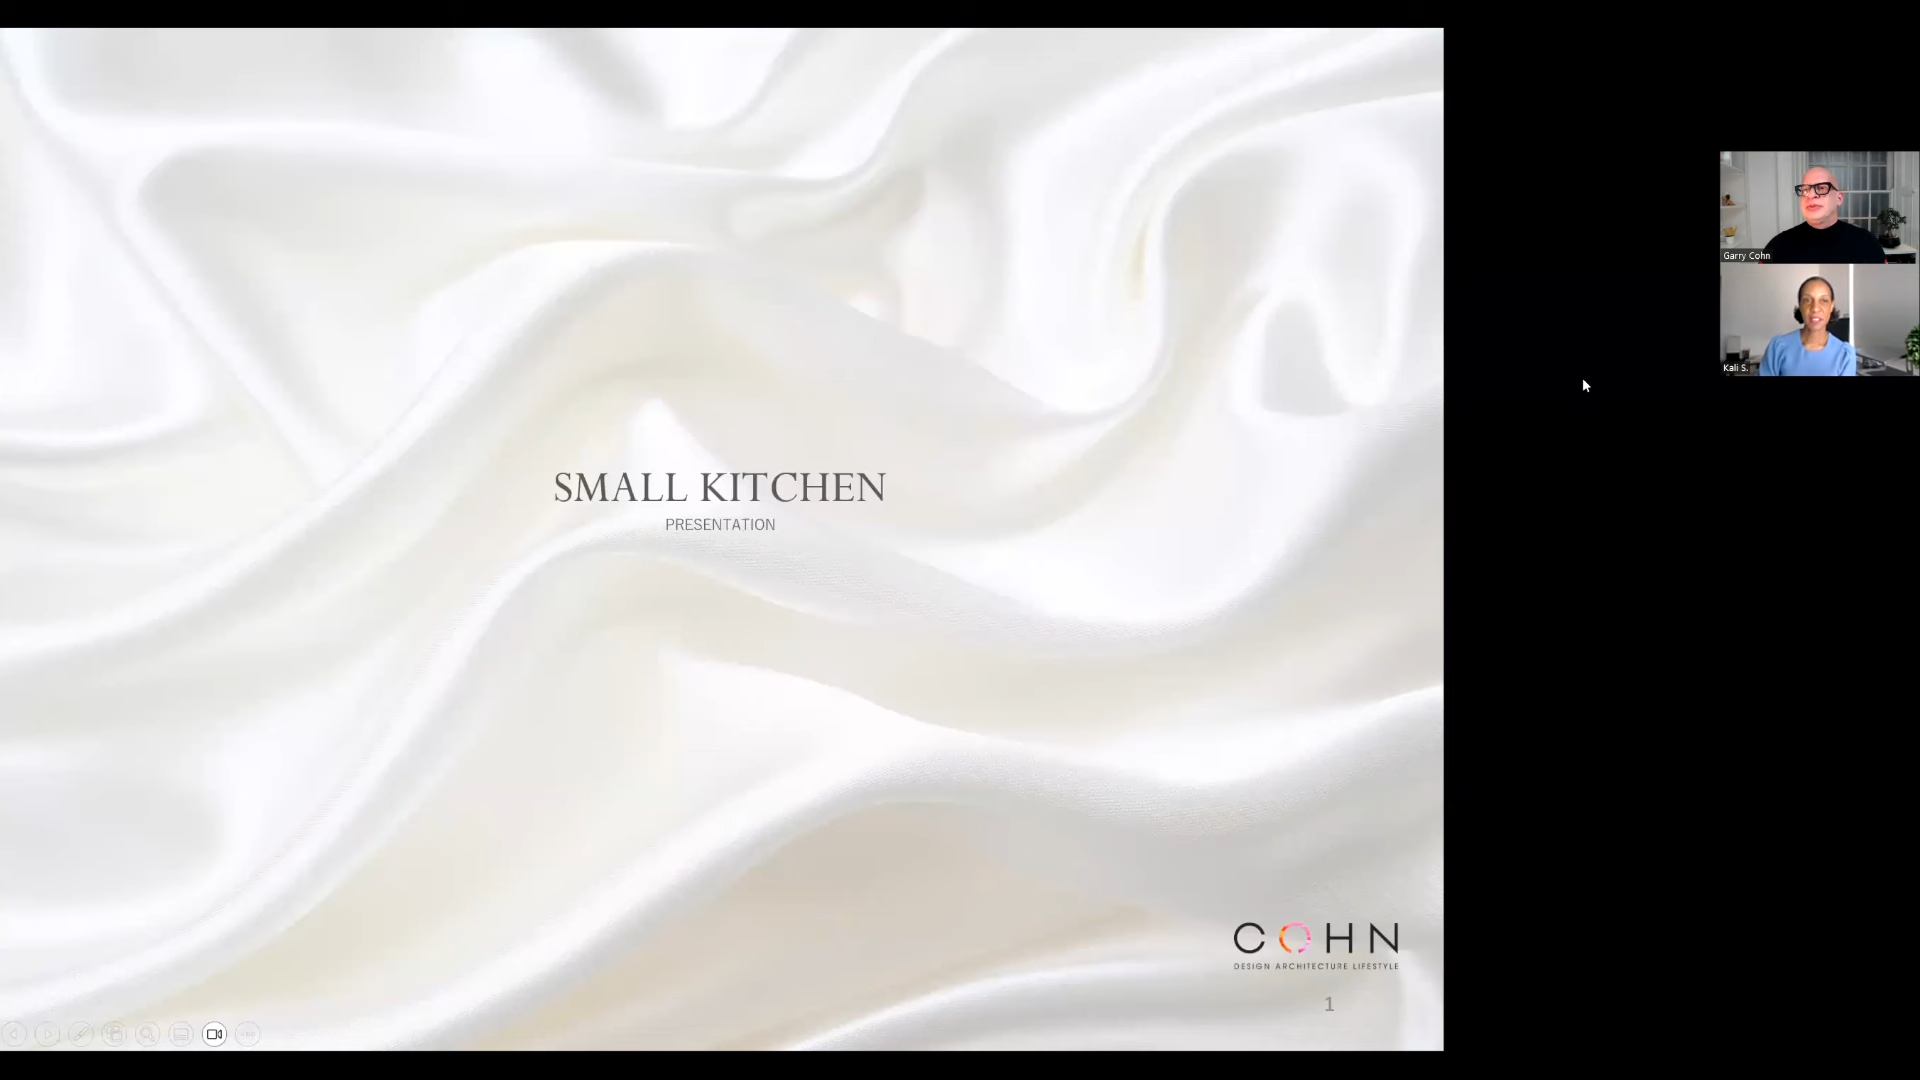 Garry Cohn
Kali S.
SMALL KITCHEN
PRESENTATION
COHN
DESIGN ARCHITECTURE LIFESTYLE
1